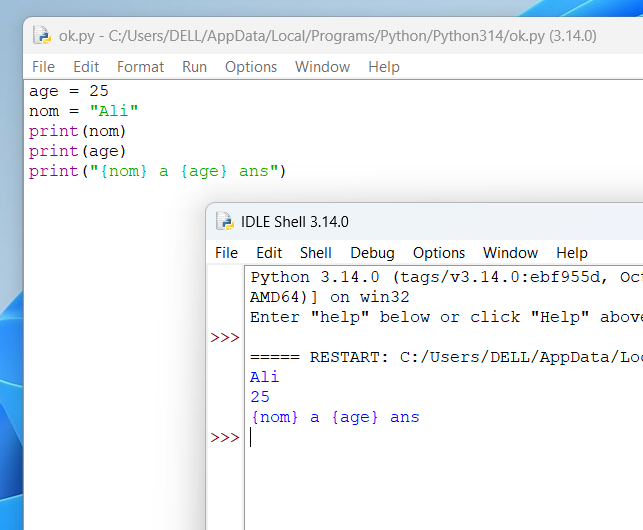 ok.py - C:/Users/DELL/AppData/Local/Programs/Python/Python314/ok.py (3.14.0)
File Edit Format Run Options Window Help
age = 25
nom = "Ali"
print(nom)
print(age)
print("{nom} a {age} ans")
IDLE Shell 3.14.0
File Edit Shell Debug Options Window Help
Python 3.14.0 (tags/v3.14.0:ebf955d, Oct
AMD64)] on win32
Enter "help" below or click "Help" above
>>>
===== RESTART: C:/Users/DELL/AppData/Loc
Ali
25
{nom} a {age} ans
>>>